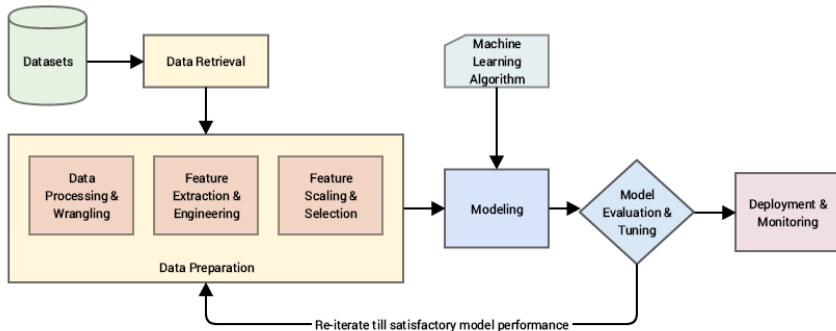 Datasets
Data Retrieval
Machine
Learning
Algorithm
Data
Processing &
Wrangling
Feature
Extraction &
Engineering
Feature
Scaling &
Selection
Data Preparation
Modeling
Model
Evaluation &
Tuning
Deployment &
Monitoring
Re-iterate till satisfactory model performance